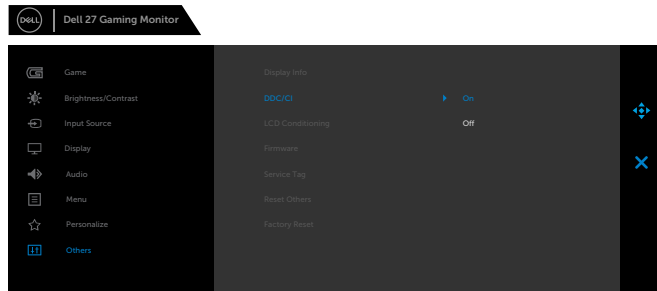 DELL
Dell 27 Gaming Monitor
Game
Brightness/Contrast
Input Source
Display
Audio
Menu
Personalize
Others
Display Info
DDC/CI
LCD Conditioning
Firmware
Service Tag
Reset Others
Factory Reset
On
Off